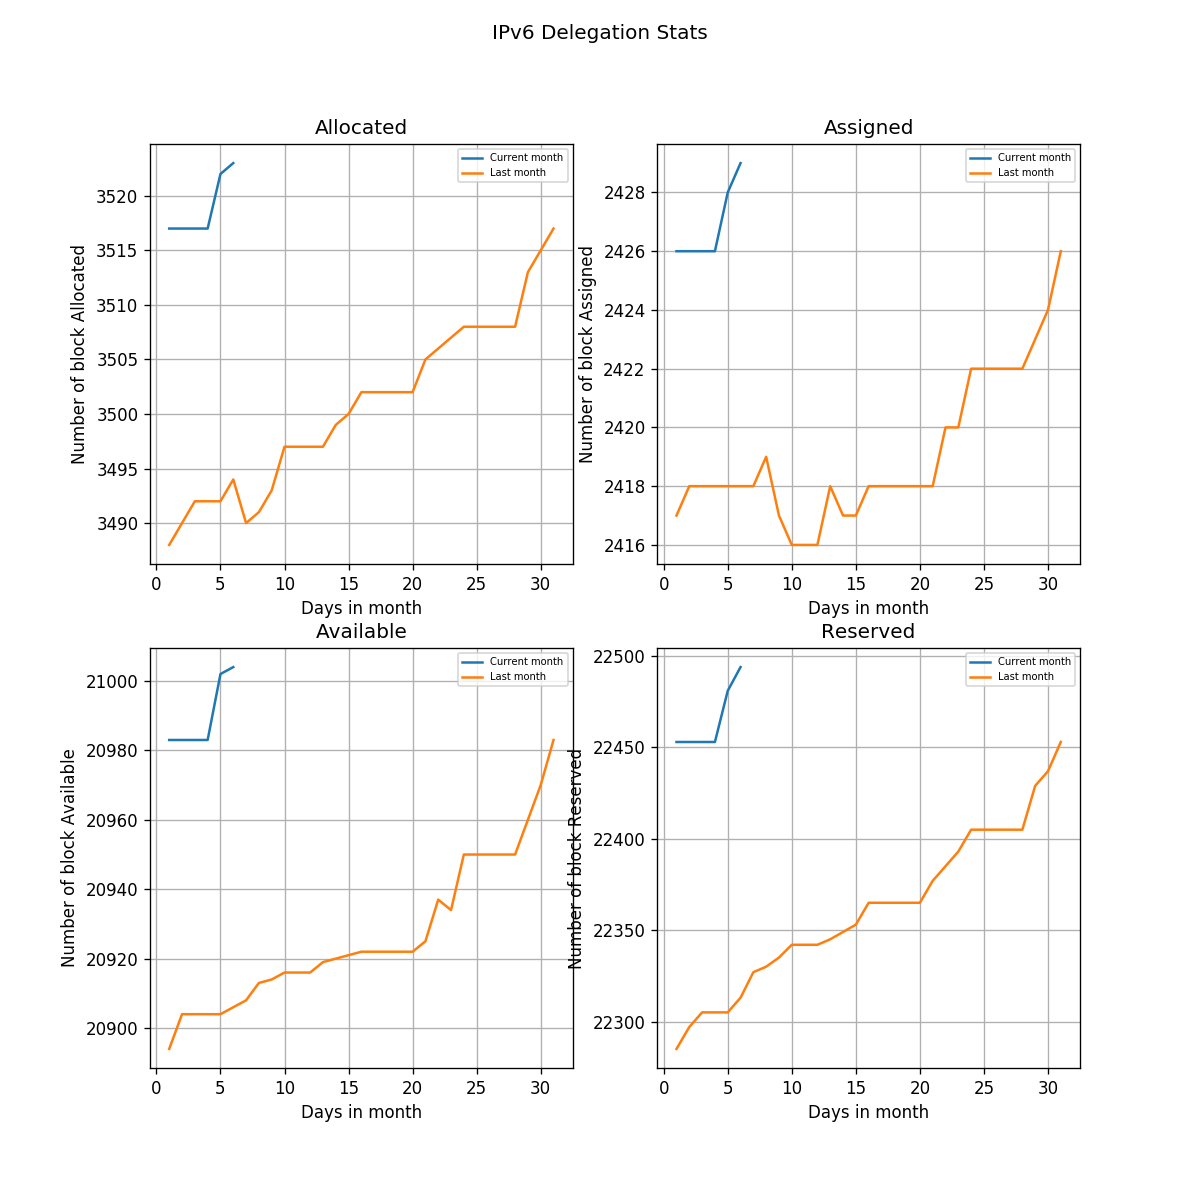 IPv6 Delegation Stats
Allocated
Number of block Allocated
3520
3515
3510
3505
3500
3495
3490
Current month
Last month
0 5 10 15 20 25 30
Days in month
Assigned
Number of block Assigned
2428
2426
2424
2422
2420
2418
2416
Current month
Last month
0 5 10 15 20 25 30
Days in month
Available
Number of block Available
21000
20980
20960
20940
20920
20900
Current month
Last month
0 5 10 15 20 25 30
Days in month
Reserved
Number of block Reserved
22500
22450
22400
22350
22300
Current month
Last month
0 5 10 15 20 25 30
Days in month